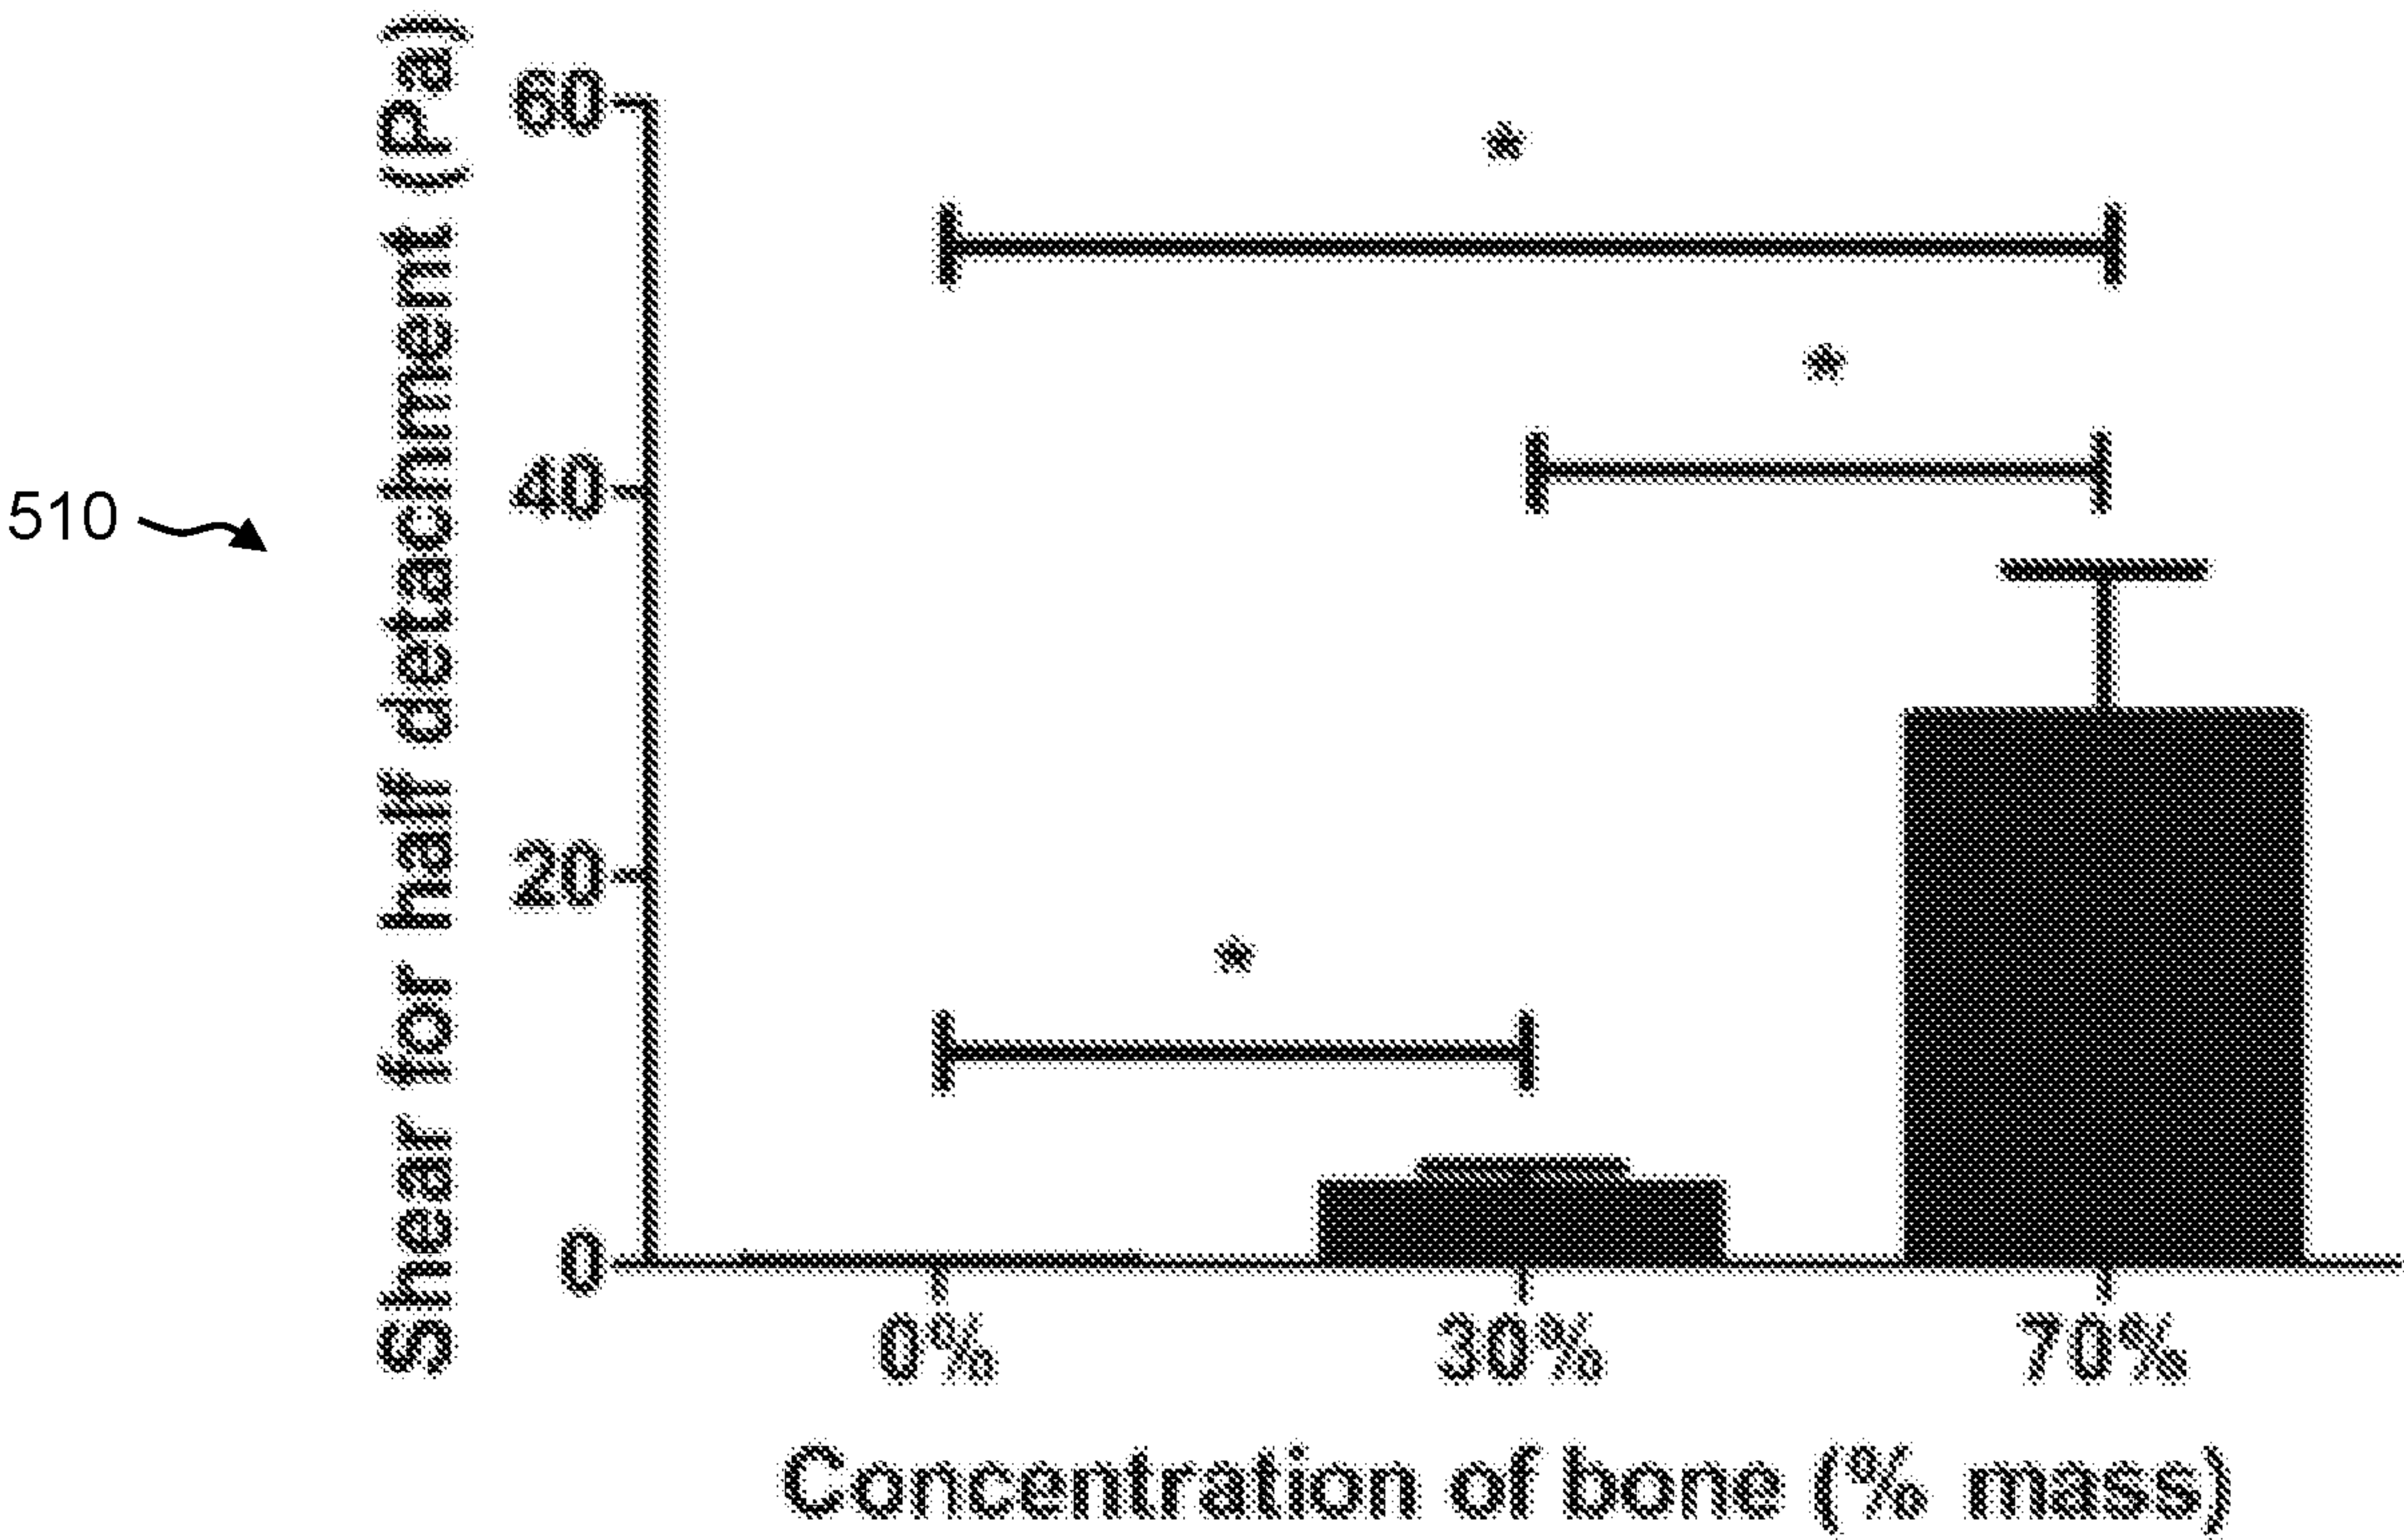 Shear for half detachment (Pa)
60
*
*
40
510
20
*
0
0% 30% 70%
Concentration of bone (% mass)